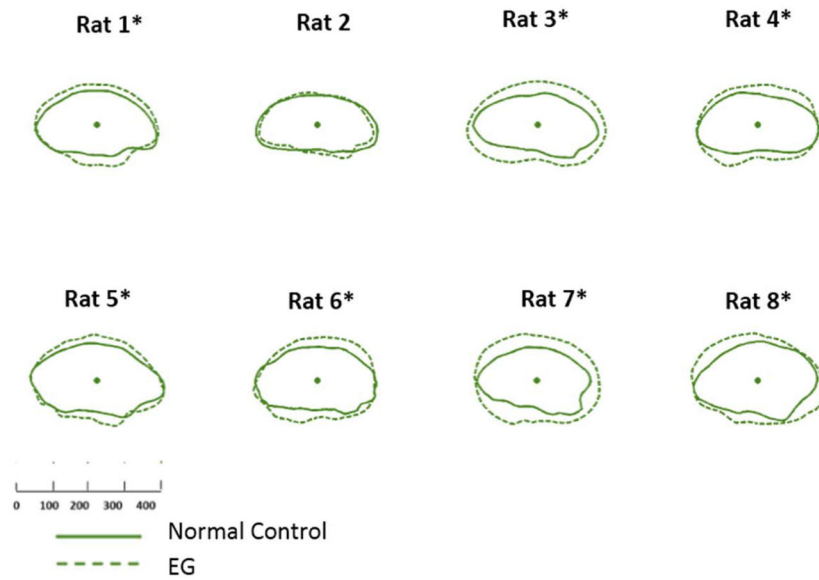 Rat 1* Rat 2 Rat 3* Rat 4*
Rat 5* Rat 6* Rat 7* Rat 8*
0 100 200 300 400
Normal Control
EG